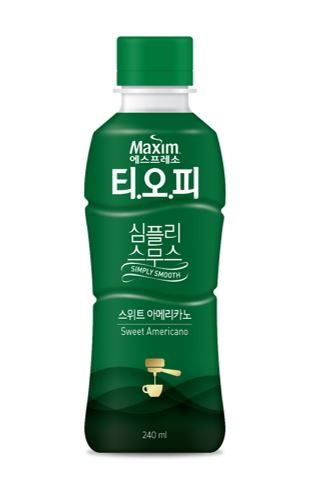 Maxim
에스프레소
티.오.피
심플리
스무스
SIMPLY SMOOTH
스위트 아메리카노
Sweet Americano
240 ml